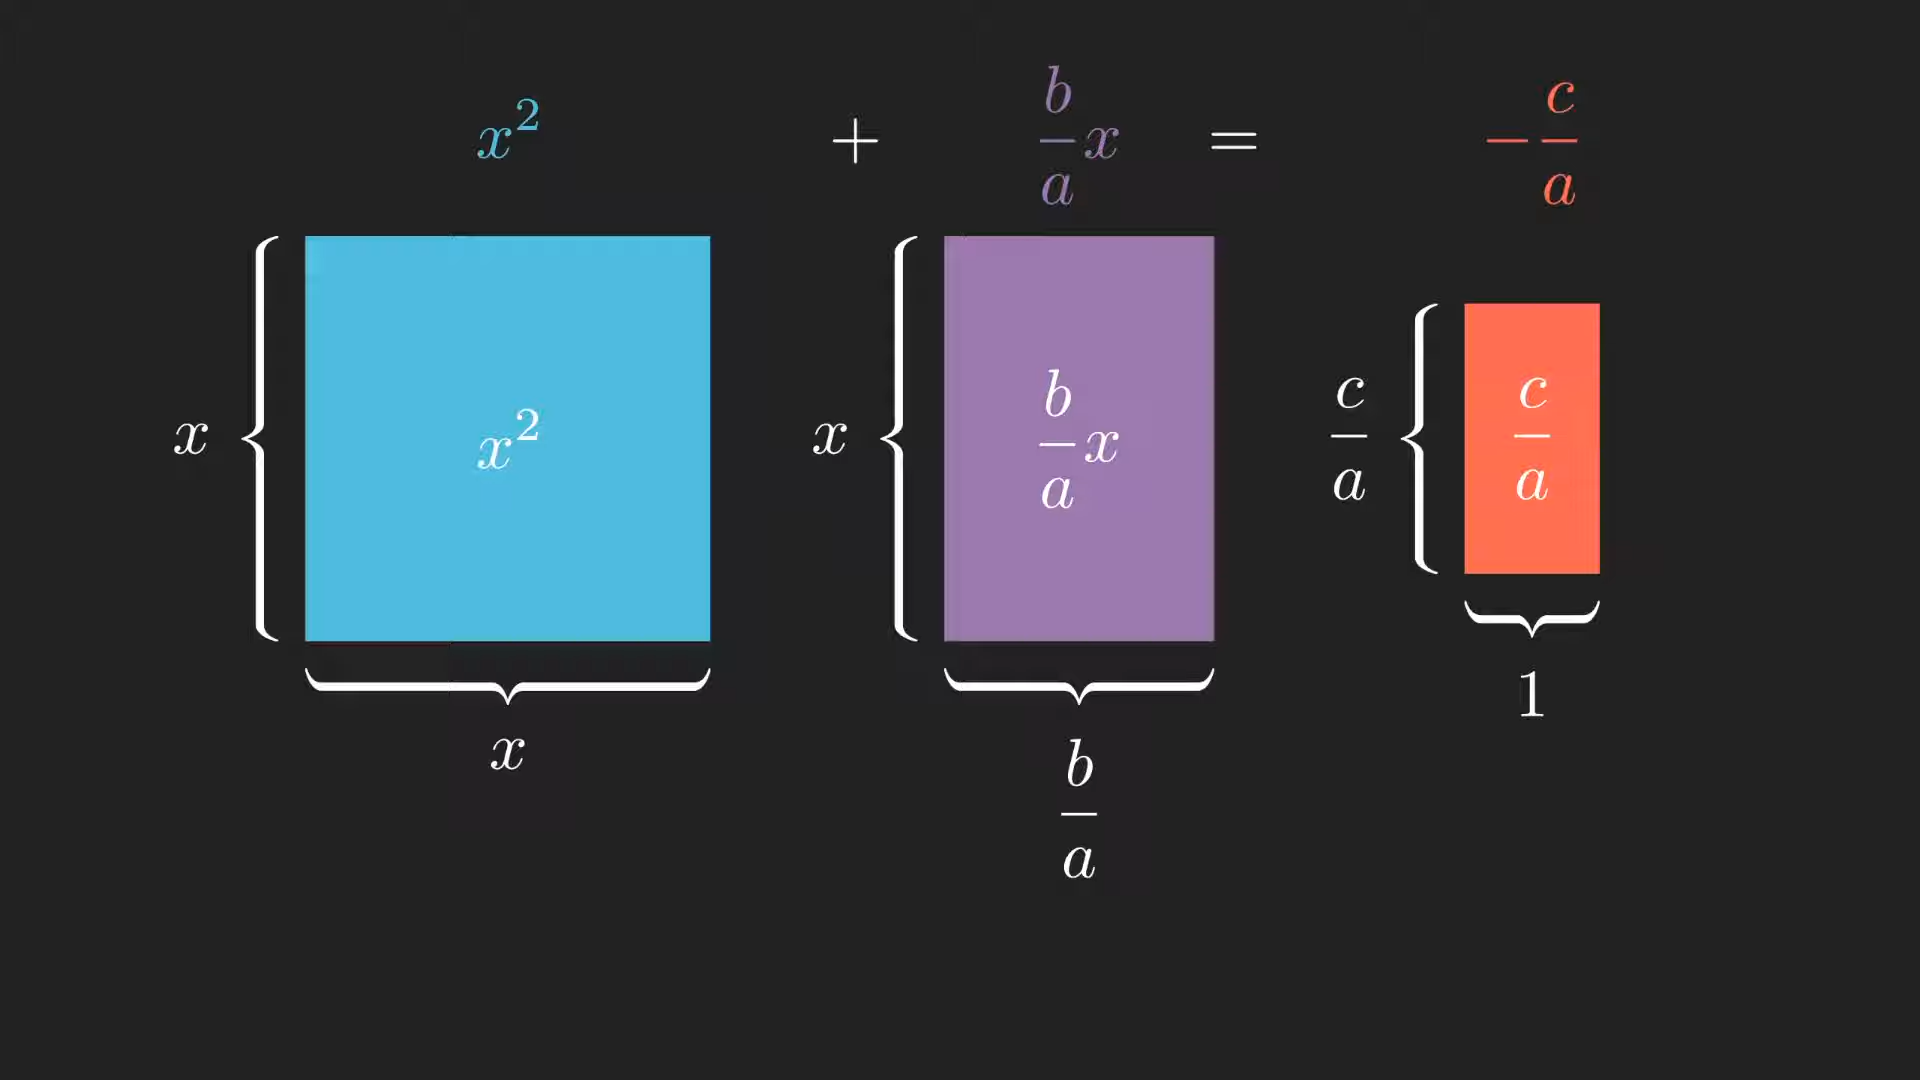 x² + b/a x = − c/a
x x² x b/a x c/a c/a
x b/a 1